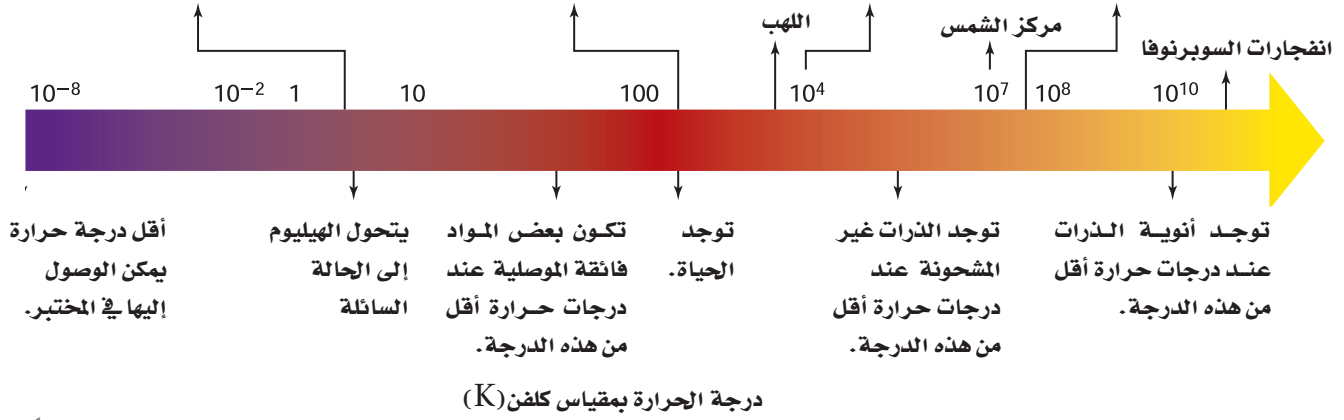 اللهب
مركز الشمس
انفجارات السوبرنوفا
10⁻⁸ 10⁻² 1 10 100 10⁴ 10⁷ 10⁸ 10¹⁰
أقل درجة حرارة
يمكن الوصول
إليها في المختبر.
يتحول الهيليوم
إلى الحالة
السائلة
تكون بعض المواد
فائقة الموصلية عند
درجات حرارة أقل
من هذه الدرجة.
توجد
الحياة.
توجد الذرات غير
المشحونة عند
درجات حرارة أقل
من هذه الدرجة.
توجد أنوية الذرات
عند درجات حرارة أقل
من هذه الدرجة.
درجة الحرارة بمقياس كلفن (K)